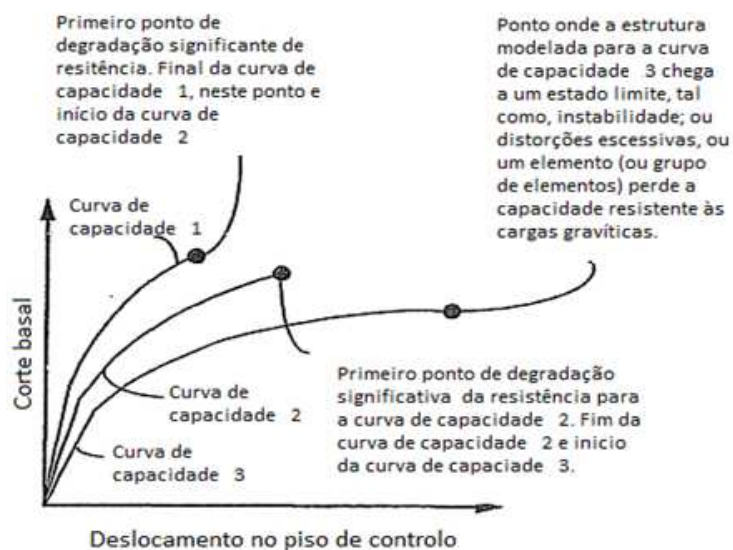 Primeiro ponto de
degradação significante de
resitência. Final da curva de
capacidade 1, neste ponto e
início da curva de
capacidade 2
Ponto onde a estrutura
modelada para a curva
de capacidade 3 chega
a um estado limite, tal
como, instabilidade; ou
distorções excessivas, ou
um elemento (ou grupo
de elementos) perde a
capacidade resistente às
cargas gravíticas.
Curva de
capacidade 1
Corte basal
Curva de
capacidade 2
Curva de
capacidade 3
Primeiro ponto de degradação
significativa da resistência para
a curva de capacidade 2. Fim da
curva de capacidade 2 e inicio
da curva de capaciade 3.
Deslocamento no piso de controlo